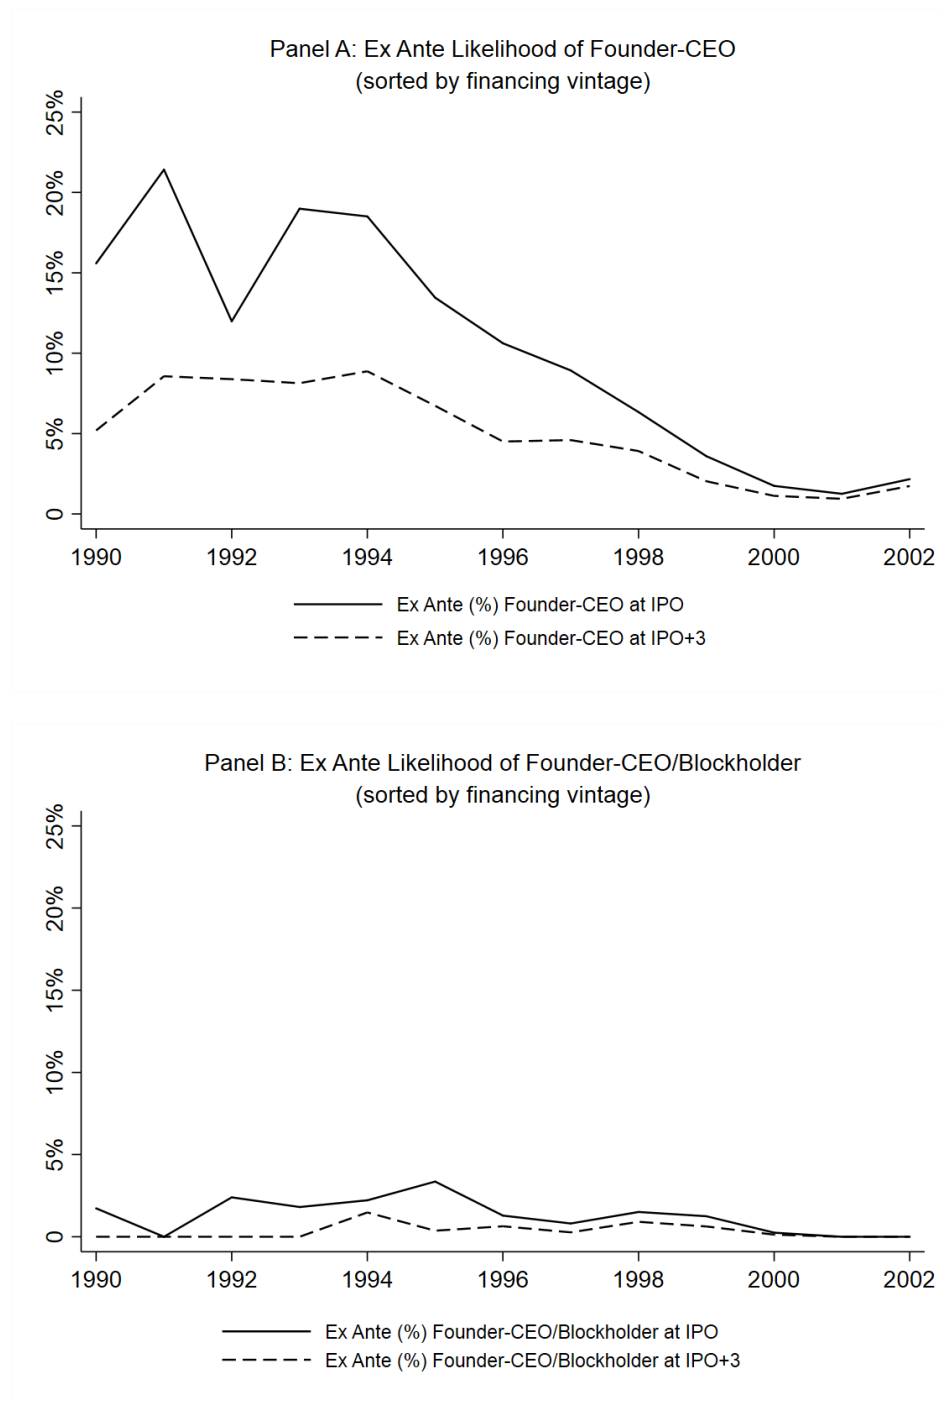 Panel A: Ex Ante Likelihood of Founder-CEO
(sorted by financing vintage)
25%
20%
15%
10%
5%
0
1990 1992 1994 1996 1998 2000 2002
Ex Ante (%) Founder-CEO at IPO
Ex Ante (%) Founder-CEO at IPO+3
Panel B: Ex Ante Likelihood of Founder-CEO/Blockholder
(sorted by financing vintage)
25%
20%
15%
10%
5%
0
1990 1992 1994 1996 1998 2000 2002
Ex Ante (%) Founder-CEO/Blockholder at IPO
Ex Ante (%) Founder-CEO/Blockholder at IPO+3